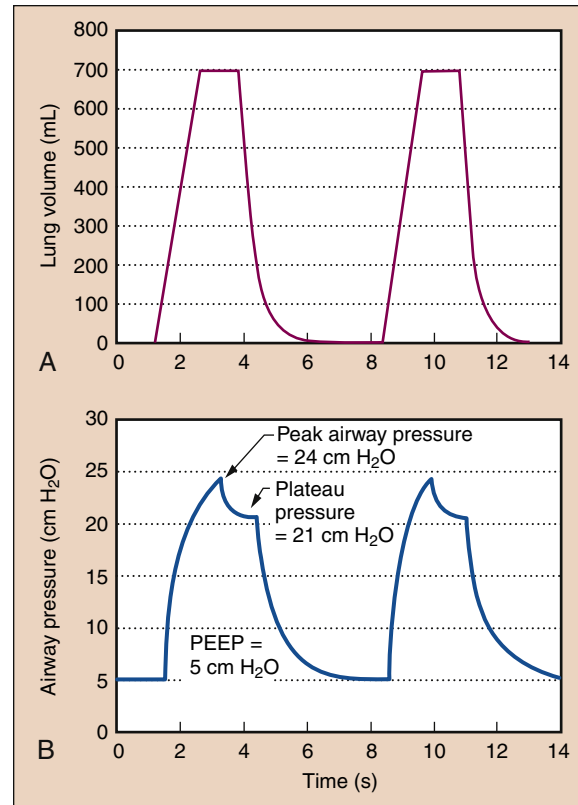 800
700
600
500
400
300
200
100
0
Lung volume (mL)
0 2 4 6 8 10 12 14
A
30
25
20
15
10
5
0
Airway pressure (cm H₂O)
Peak airway pressure
= 24 cm H₂O
Plateau
pressure
= 21 cm H₂O
PEEP =
5 cm H₂O
0 2 4 6 8 10 12 14
B
Time (s)